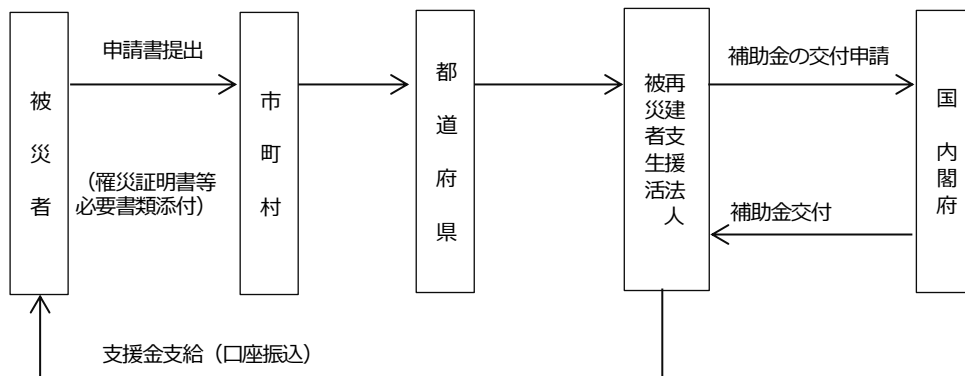 申請書提出
補助金の交付申請
被災者
市町村
都道府県
被災者生活
再建支援法人
国 内閣府
（罹災証明書等
必要書類添付）
補助金交付
支援金支給（口座振込）